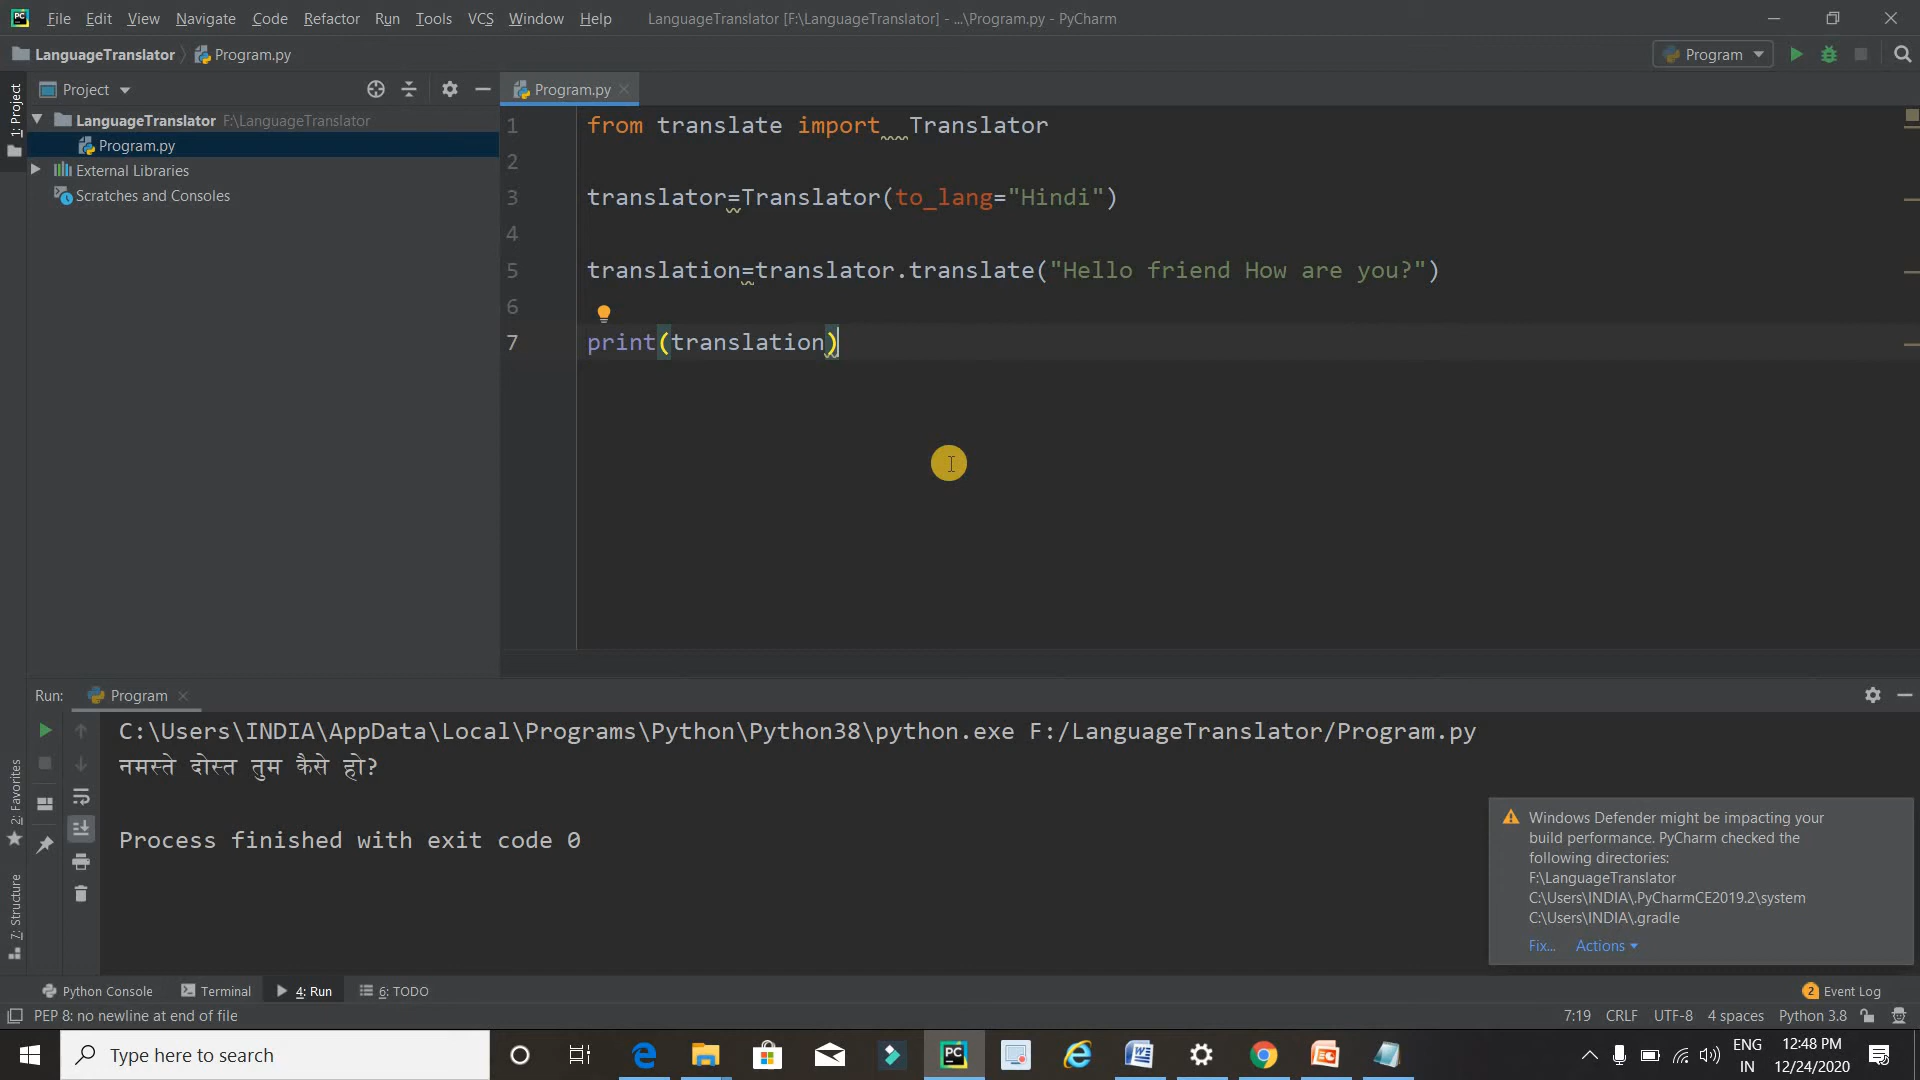 File Edit View Navigate Code Refactor Run Tools VCS Window Help LanguageTranslator [F:\LanguageTranslator] - ...\Program.py - PyCharm
LanguageTranslator Program.py Program
1: Project
Project
LanguageTranslator F:\LanguageTranslator
Program.py
External Libraries
Scratches and Consoles
Program.py
1 from translate import  Translator
2
3 translator=Translator(to_lang="Hindi")
4
5 translation=translator.translate("Hello friend How are you?")
6
7 print(translation)
Run: Program
C:\Users\INDIA\AppData\Local\Programs\Python\Python38\python.exe F:/LanguageTranslator/Program.py
नमस्ते दोस्त तुम कैसे हो?
Process finished with exit code 0
2: Favorites
7: Structure
Windows Defender might be impacting your
build performance. PyCharm checked the
following directories:
F:\LanguageTranslator
C:\Users\INDIA\.PyCharmCE2019.2\system
C:\Users\INDIA\.gradle
Fix... Actions
Python Console Terminal 4: Run 6: TODO 2 Event Log
PEP 8: no newline at end of file 7:19 CRLF UTF-8 4 spaces Python 3.8
Type here to search
ENG 12:48 PM
IN 12/24/2020